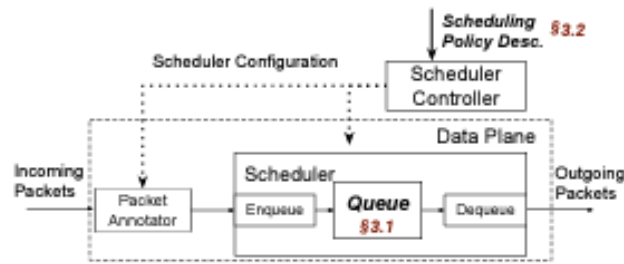 Scheduling
Policy Desc. §3.2
Scheduler Configuration
Scheduler
Controller
Data Plane
Incoming
Packets
Outgoing
Packets
Scheduler
Packet
Annotator
Enqueue
Queue
§3.1
Dequeue